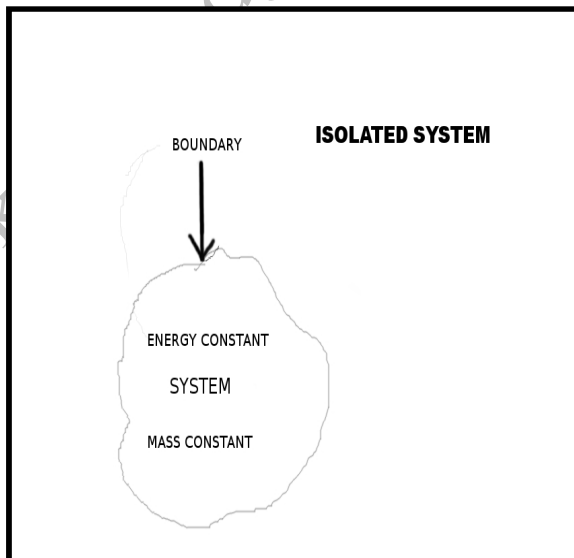 BOUNDARY
ISOLATED SYSTEM
ENERGY CONSTANT
SYSTEM
MASS CONSTANT